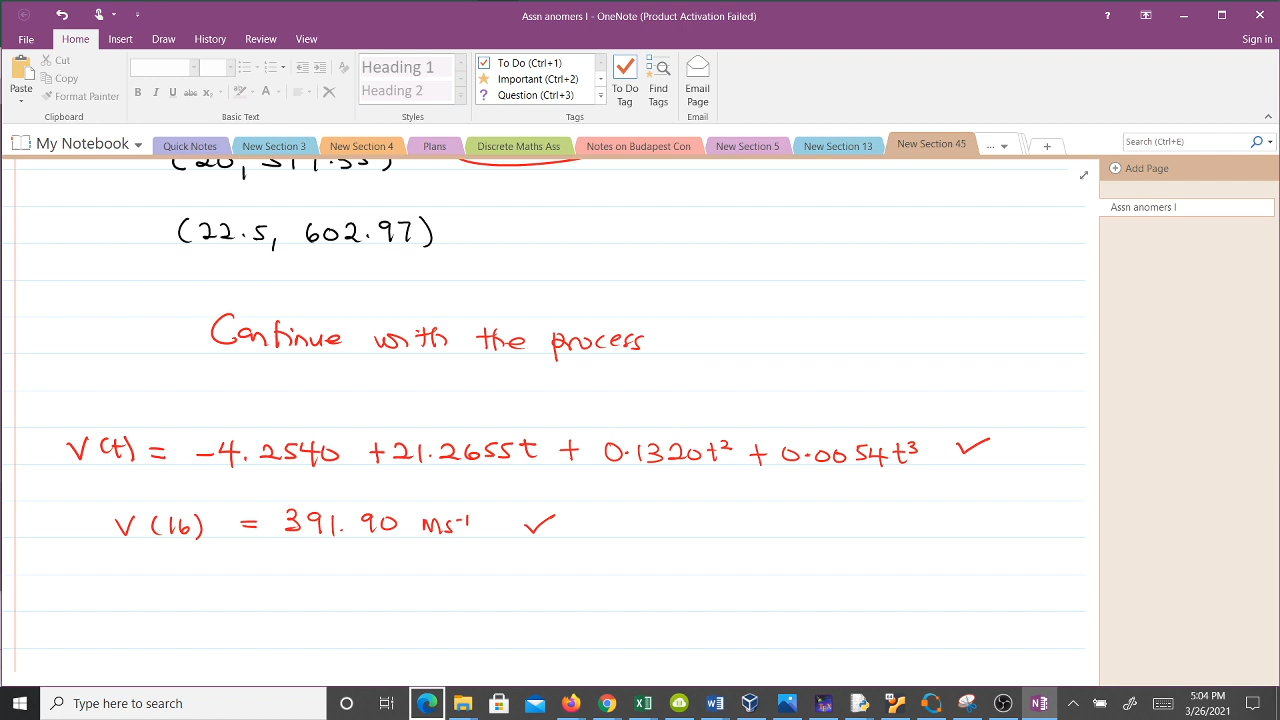 Assn anomers I - OneNote (Product Activation Failed)
File Home Insert Draw History Review View Sign in
Paste Cut Copy Format Painter
B I U abc x₂ A
Heading 1
Heading 2
To Do (Ctrl+1)
Important (Ctrl+2)
Question (Ctrl+3)
To Do Tag
Find Tags
Email Page
Clipboard Basic Text Styles Tags Email
My Notebook Quick Notes New Section 3 New Section 4 Plans Discrete Maths Ass Notes on Budapest Con New Section 5 New Section 13 New Section 45 ... Search (Ctrl+E)
Add Page
Assn anomers I
(22.5, 602.97)
Continue with the process
V(t) = -4.2540 + 21.2655t + 0.1320t² + 0.0054t³ ✓
V(16) = 391.90 ms⁻¹ ✓
Type here to search
5:04 PM
3/26/2021